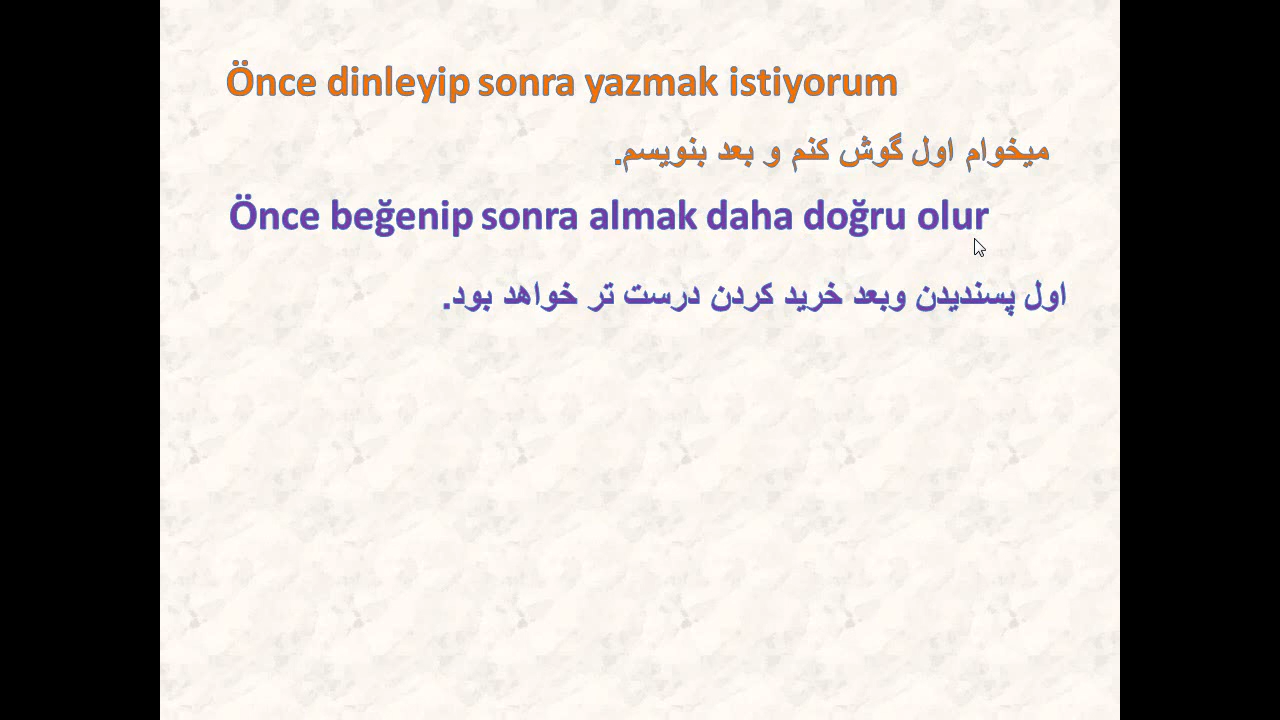 Önce dinleyip sonra yazmak istiyorum
میخوام اول گوش کنم و بعد بنویسم.
Önce beğenip sonra almak daha doğru olur
اول پسندیدن وبعد خرید کردن درست تر خواهد بود.